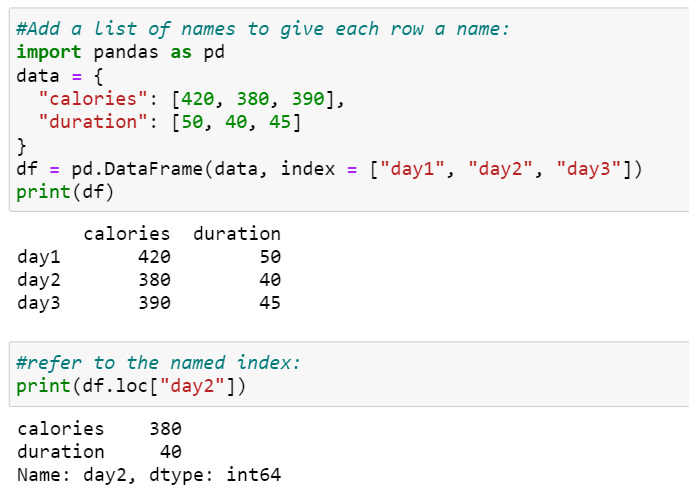 #Add a list of names to give each row a name:
import pandas as pd
data = {
  "calories": [420, 380, 390],
  "duration": [50, 40, 45]
}
df = pd.DataFrame(data, index = ["day1", "day2", "day3"])
print(df)
      calories  duration
day1       420        50
day2       380        40
day3       390        45
#refer to the named index:
print(df.loc["day2"])
calories    380
duration     40
Name: day2, dtype: int64